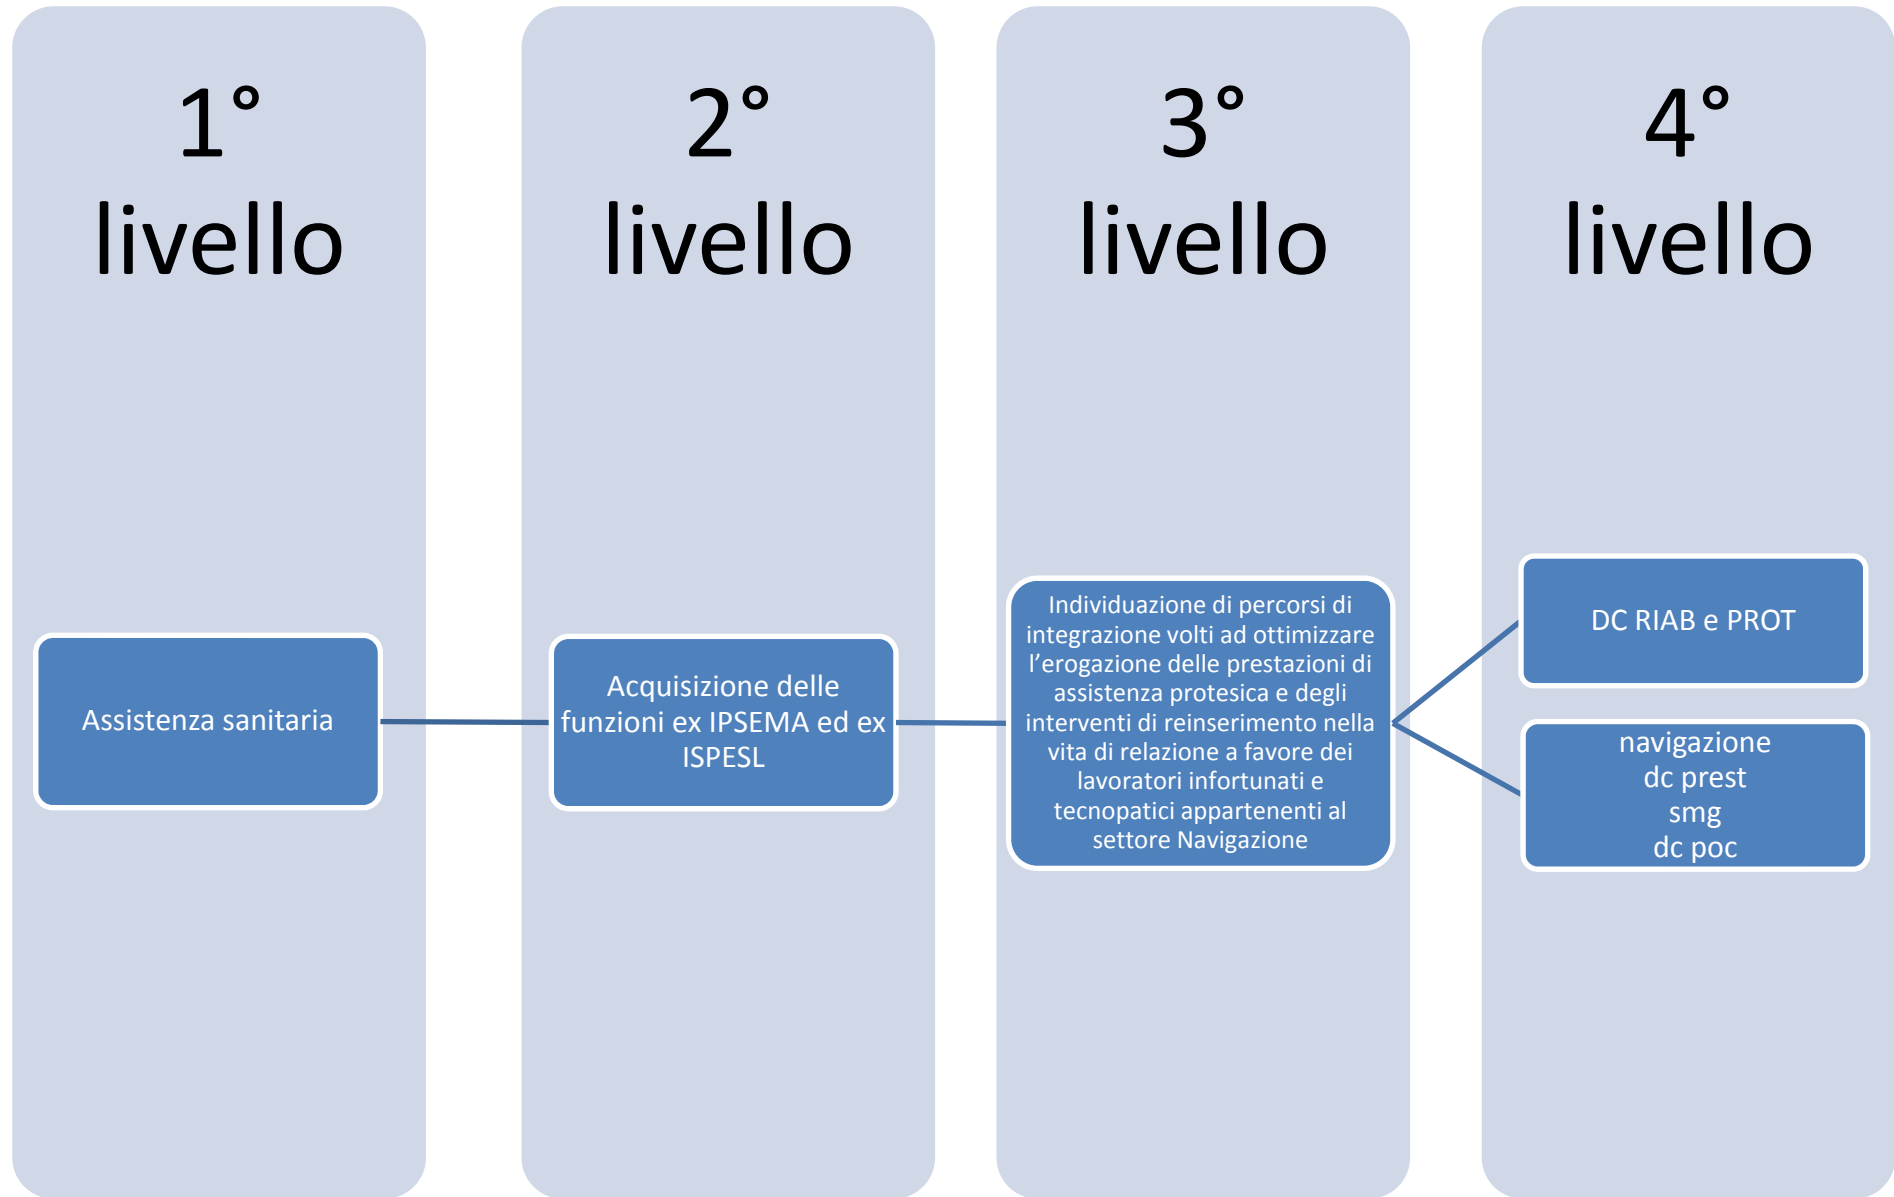 1°
livello
2°
livello
3°
livello
4°
livello
Assistenza sanitaria
Acquisizione delle
funzioni ex IPSEMA ed ex
ISPESL
Individuazione di percorsi di
integrazione volti ad ottimizzare
l’erogazione delle prestazioni di
assistenza protesica e degli
interventi di reinserimento nella
vita di relazione a favore dei
lavoratori infortunati e
tecnopatici appartenenti al
settore Navigazione
DC RIAB e PROT
navigazione
dc prest
smg
dc poc